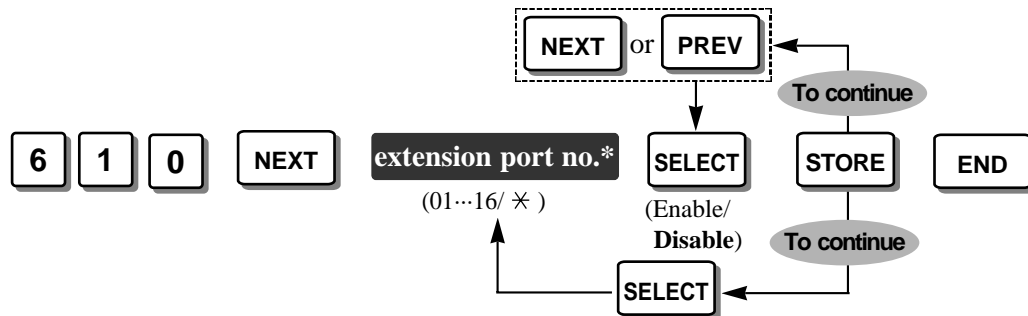 NEXT or PREV
To continue
6 1 0 NEXT extension port no.* SELECT STORE END
(01···16/ ✳ )
(Enable/
Disable)
To continue
SELECT